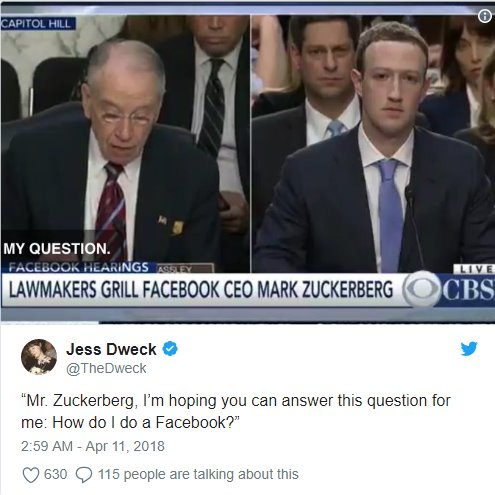 CAPITOL HILL
MY QUESTION.
FACEBOOK HEARINGS
LIVE
LAWMAKERS GRILL FACEBOOK CEO MARK ZUCKERBERG CBS
Jess Dweck
@TheDweck
“Mr. Zuckerberg, I’m hoping you can answer this question for
me: How do I do a Facebook?”
2:59 AM - Apr 11, 2018
630 115 people are talking about this